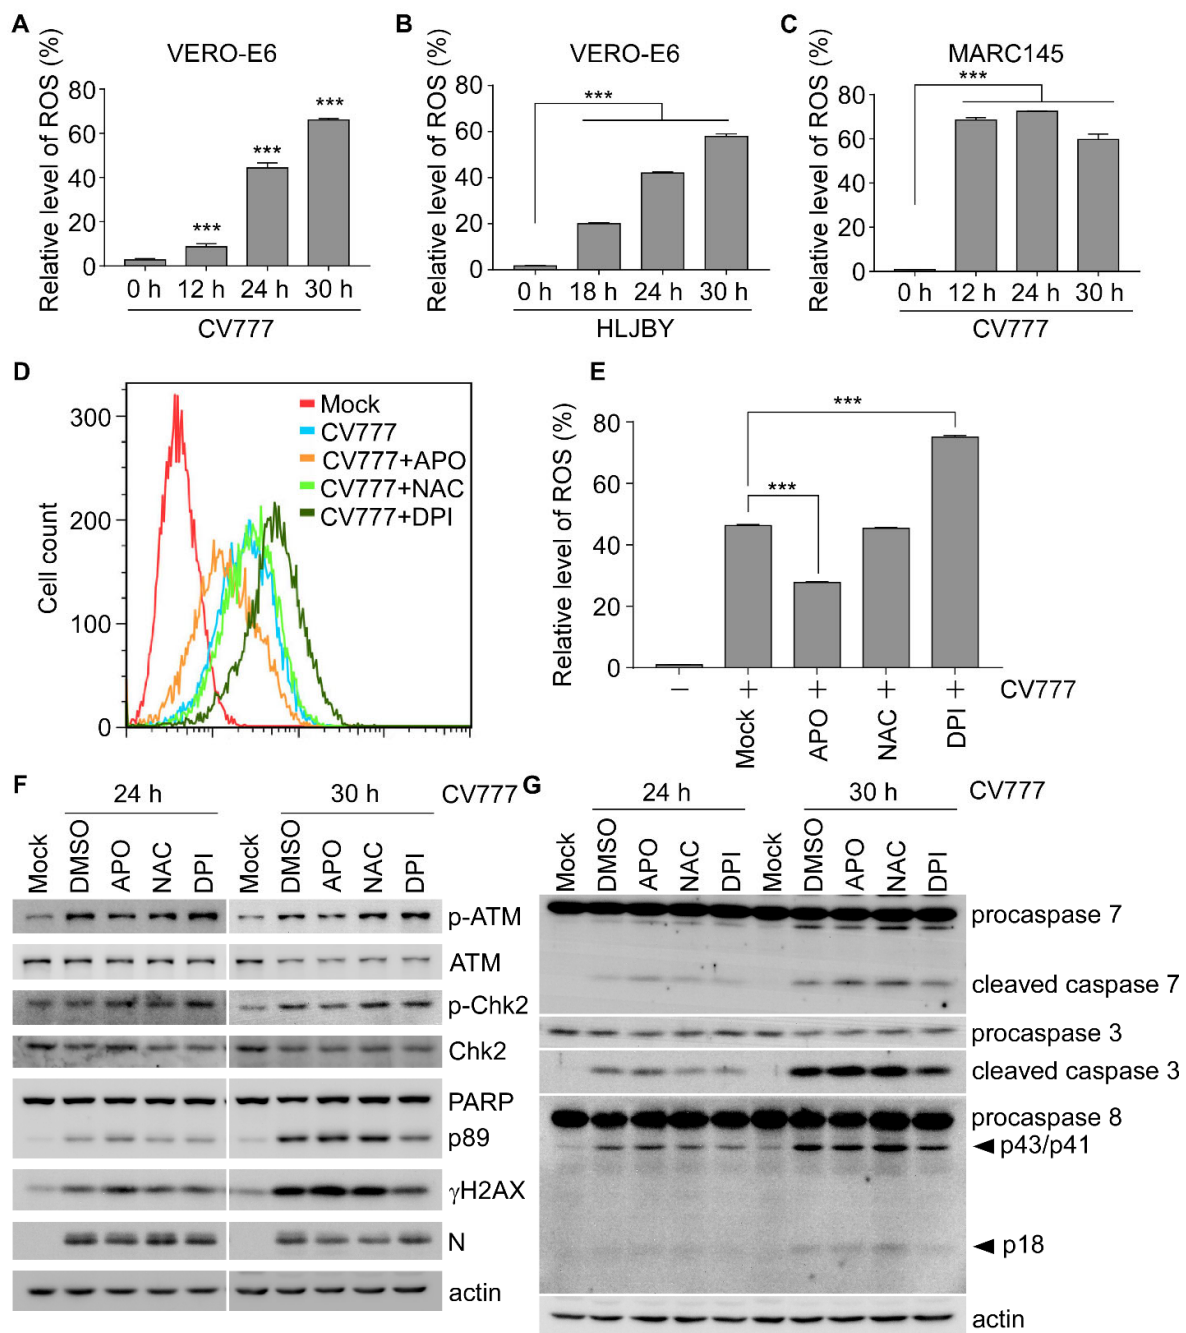 A
VERO-E6
Relative level of ROS (%)
80
60
40
20
0
***
***
***
0 h 12 h 24 h 30 h
CV777
B
VERO-E6
Relative level of ROS (%)
80
60
40
20
0
***
0 h 18 h 24 h 30 h
HLJBY
C
MARC145
Relative level of ROS (%)
80
60
40
20
0
***
0 h 12 h 24 h 30 h
CV777
D
Cell count
300
200
100
0
Mock
CV777
CV777+APO
CV777+NAC
CV777+DPI
E
Relative level of ROS (%)
80
60
40
20
0
***
***
– + + + + CV777
Mock APO NAC DPI
F
24 h 30 h CV777
Mock DMSO APO NAC DPI Mock DMSO APO NAC DPI
p-ATM
ATM
p-Chk2
Chk2
PARP
p89
γH2AX
N
actin
G
24 h 30 h CV777
Mock DMSO APO NAC DPI Mock DMSO APO NAC DPI
procaspase 7
cleaved caspase 7
procaspase 3
cleaved caspase 3
procaspase 8
p43/p41
p18
actin